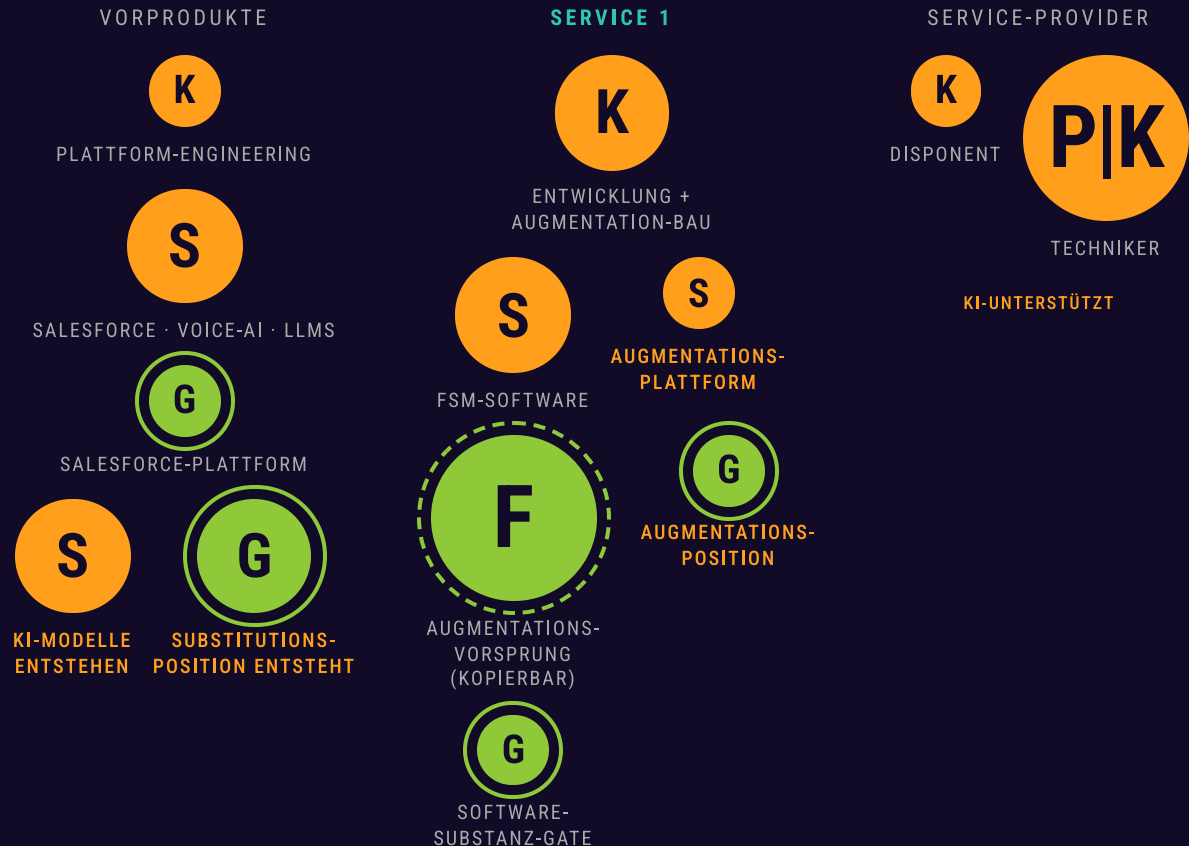 VORPRODUKTE
K
PLATTFORM-ENGINEERING
S
SALESFORCE · VOICE-AI · LLMS
G
SALESFORCE-PLATTFORM
S
KI-MODELLE
ENTSTEHEN
G
SUBSTITUTIONS-
POSITION ENTSTEHT
SERVICE 1
K
ENTWICKLUNG +
AUGMENTATION-BAU
S
FSM-SOFTWARE
S
AUGMENTATIONS-
PLATTFORM
F
AUGMENTATIONS-
VORSPRUNG
(KOPIERBAR)
G
AUGMENTATIONS-
POSITION
G
SOFTWARE-
SUBSTANZ-GATE
SERVICE-PROVIDER
K
DISPONENT
P|K
TECHNIKER
KI-UNTERSTÜTZT